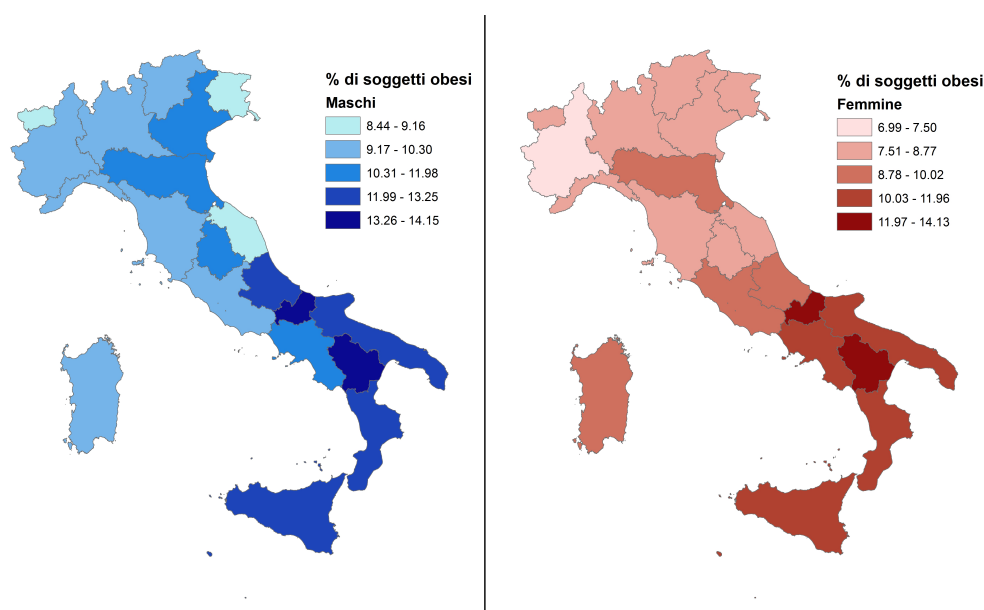 % di soggetti obesi
Maschi
8.44 - 9.16
9.17 - 10.30
10.31 - 11.98
11.99 - 13.25
13.26 - 14.15
% di soggetti obesi
Femmine
6.99 - 7.50
7.51 - 8.77
8.78 - 10.02
10.03 - 11.96
11.97 - 14.13